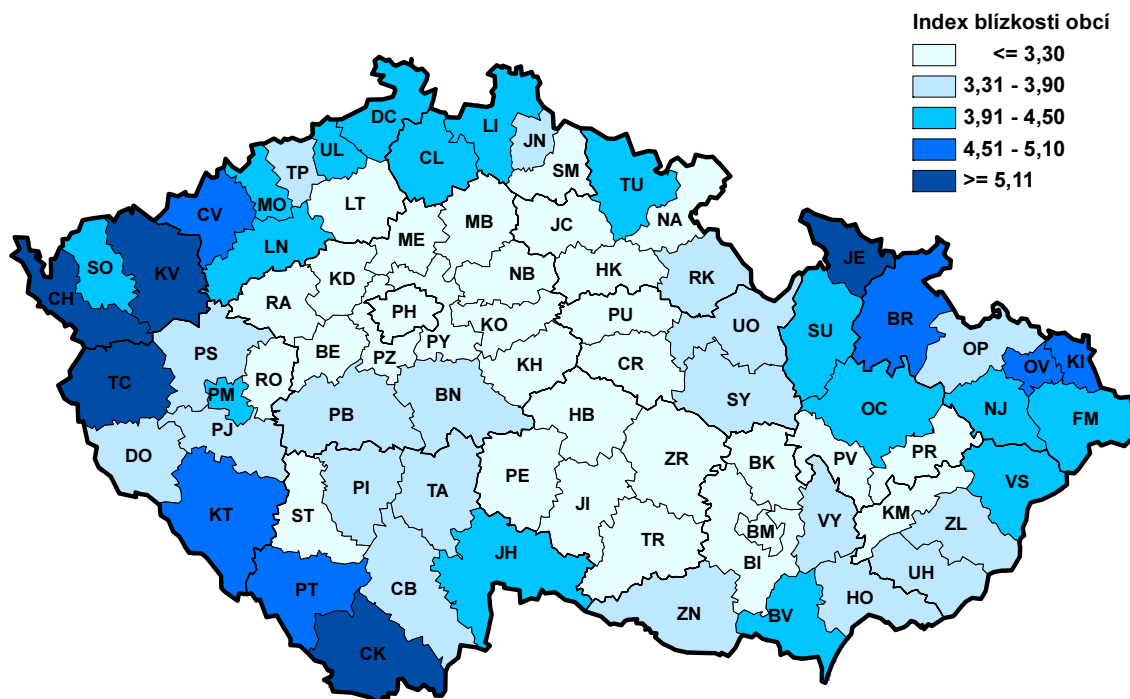 Index blízkosti obcí
<= 3,30
3,31 - 3,90
3,91 - 4,50
4,51 - 5,10
>= 5,11
DC
LI
JN
UL
CL
TP
SM
TU
MO
CV
LT
MB
JC
NA
ME
LN
SO
KV
KD
NB
HK
RK
JE
CH
RA
PH
KO
PU
UO
SU
BR
PS
BE
PZ
PY
OP
OV
KI
TC
RO
KH
CR
PM
BN
PB
HB
SY
OC
NJ
FM
PJ
DO
ZR
BK
PV
PR
PE
VS
KT
ST
PI
TA
JI
KM
VY
ZL
BM
TR
JH
BI
UH
PT
CB
HO
ZN
BV
CK